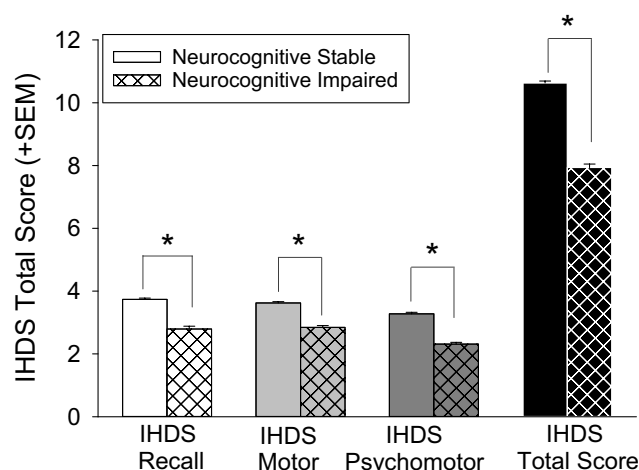 IHDS Total Score (+SEM)
12
10
8
6
4
2
0
Neurocognitive Stable
Neurocognitive Impaired
*
*
*
*
IHDS
Recall
IHDS
Motor
IHDS
Psychomotor
IHDS
Total Score